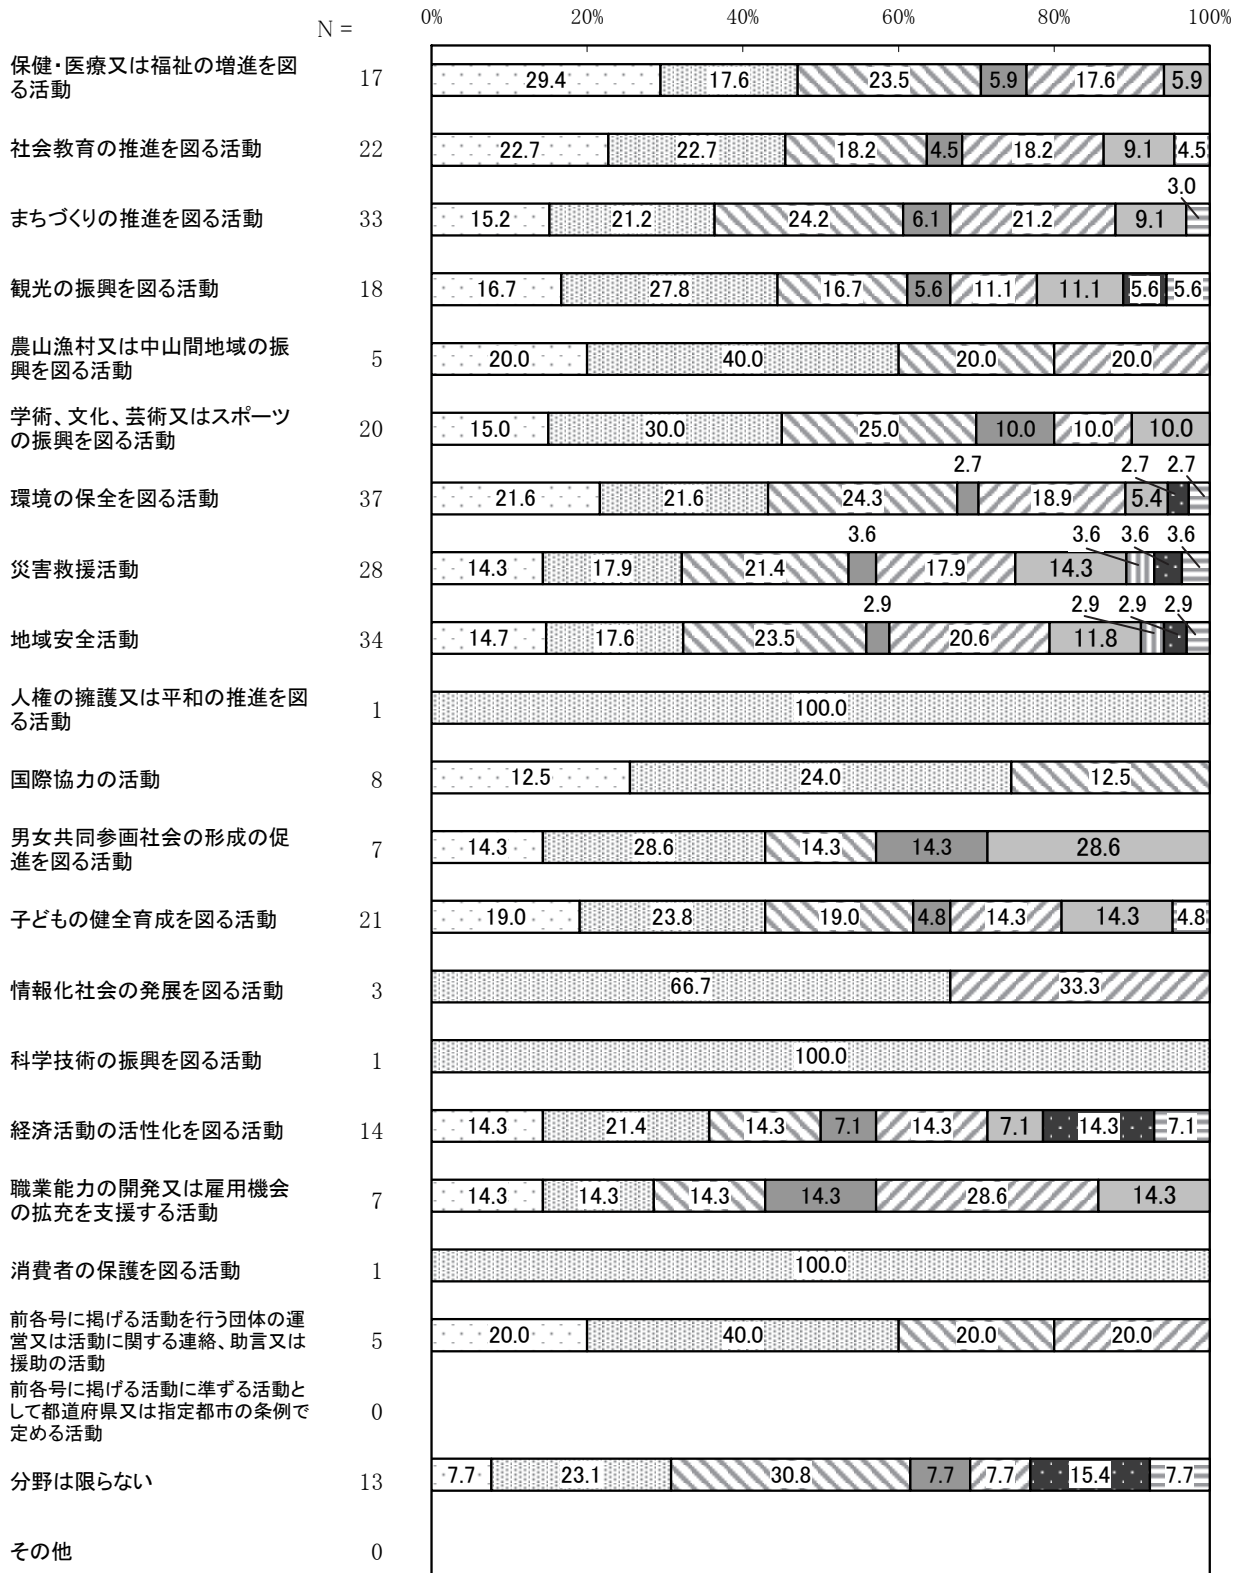 N = 0% 20% 40% 60% 80% 100%
保健・医療又は福祉の増進を図
る活動
17 29.4 17.6 23.5 5.9 17.6 5.9
社会教育の推進を図る活動 22 22.7 22.7 18.2 4.5 18.2 9.1 4.5
3.0
まちづくりの推進を図る活動 33 15.2 21.2 24.2 6.1 21.2 9.1
観光の振興を図る活動 18 16.7 27.8 16.7 5.6 11.1 11.1 5.6 5.6
農山漁村又は中山間地域の振
興を図る活動
5 20.0 40.0 20.0 20.0
学術、文化、芸術又はスポーツ
の振興を図る活動
20 15.0 30.0 25.0 10.0 10.0 10.0
2.7 2.7 2.7
環境の保全を図る活動 37 21.6 21.6 24.3 18.9 5.4
3.6 3.6 3.6 3.6
災害救援活動 28 14.3 17.9 21.4 17.9 14.3
2.9 2.9 2.9 2.9
地域安全活動 34 14.7 17.6 23.5 20.6 11.8
人権の擁護又は平和の推進を図
る活動
1 100.0
国際協力の活動 8 12.5 24.0 12.5
男女共同参画社会の形成の促
進を図る活動
7 14.3 28.6 14.3 14.3 28.6
子どもの健全育成を図る活動 21 19.0 23.8 19.0 4.8 14.3 14.3 4.8
情報化社会の発展を図る活動 3 66.7 33.3
科学技術の振興を図る活動 1 100.0
経済活動の活性化を図る活動 14 14.3 21.4 14.3 7.1 14.3 7.1 14.3 7.1
職業能力の開発又は雇用機会
の拡充を支援する活動
7 14.3 14.3 14.3 14.3 28.6 14.3
消費者の保護を図る活動 1 100.0
前各号に掲げる活動を行う団体の運
営又は活動に関する連絡、助言又は
援助の活動
5 20.0 40.0 20.0 20.0
前各号に掲げる活動に準ずる活動と
して都道府県又は指定都市の条例で
定める活動
0
分野は限らない 13 7.7 23.1 30.8 7.7 7.7 15.4 7.7
その他 0